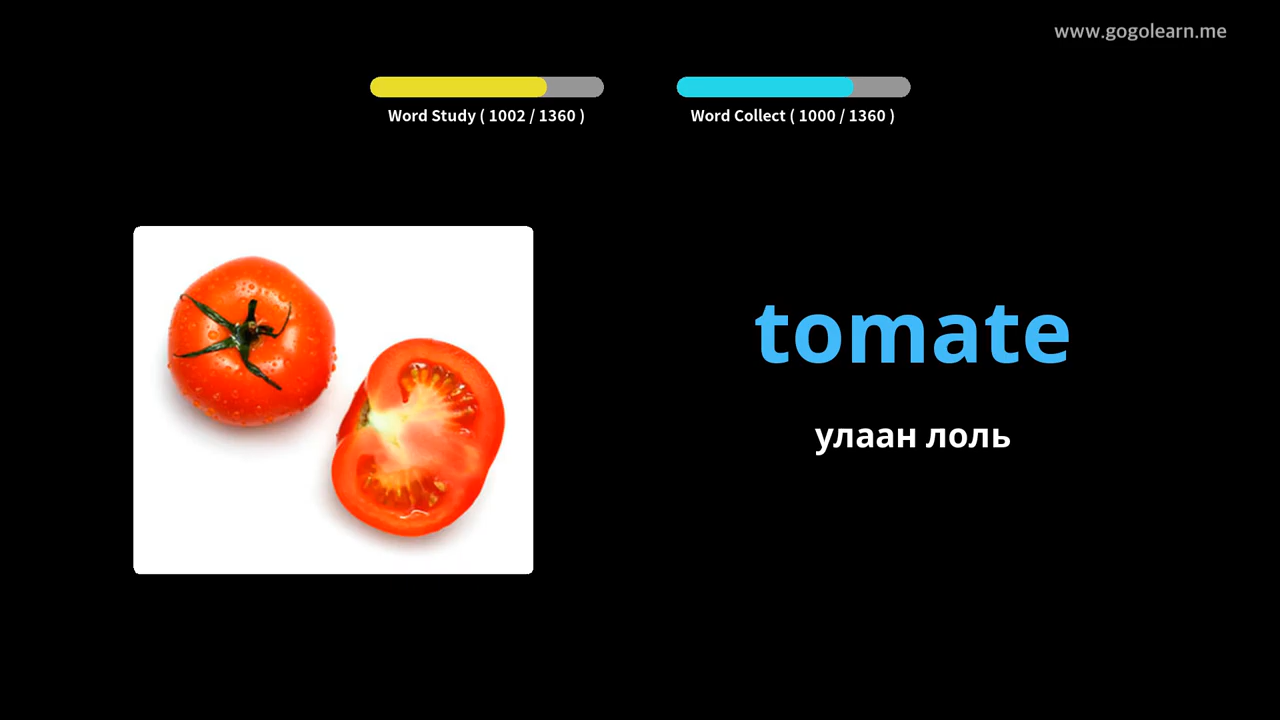 www.gogolearn.me
Word Study ( 1002 / 1360 )
Word Collect ( 1000 / 1360 )
tomate
улаан лоль